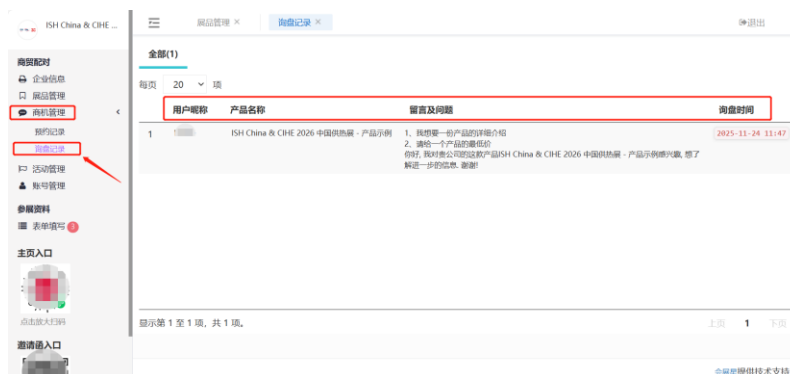 ISH China & CIHE ...
展品管理 ×
询盘记录 ×
退出
商贸配对
企业信息
展品管理
商机管理
预约记录
询盘记录
活动管理
账号管理
参展资料
表单填写 3
主页入口
点击放大扫码
邀请函入口
全部(1)
每页 20 项
用户昵称 产品名称 留言及问题 询盘时间
1 ISH China & CIHE 2026 中国供热展 - 产品示例 1、我想要一份产品的详细介绍 2025-11-24 11:47
2、请给一个产品的最低价
你好, 我对贵公司的这款产品ISH China & CIHE 2026 中国供热展 - 产品示例感兴趣, 想了
解进一步的信息. 谢谢!
显示第 1 至 1 项，共 1 项。
上页 1 下页
会展星提供技术支持